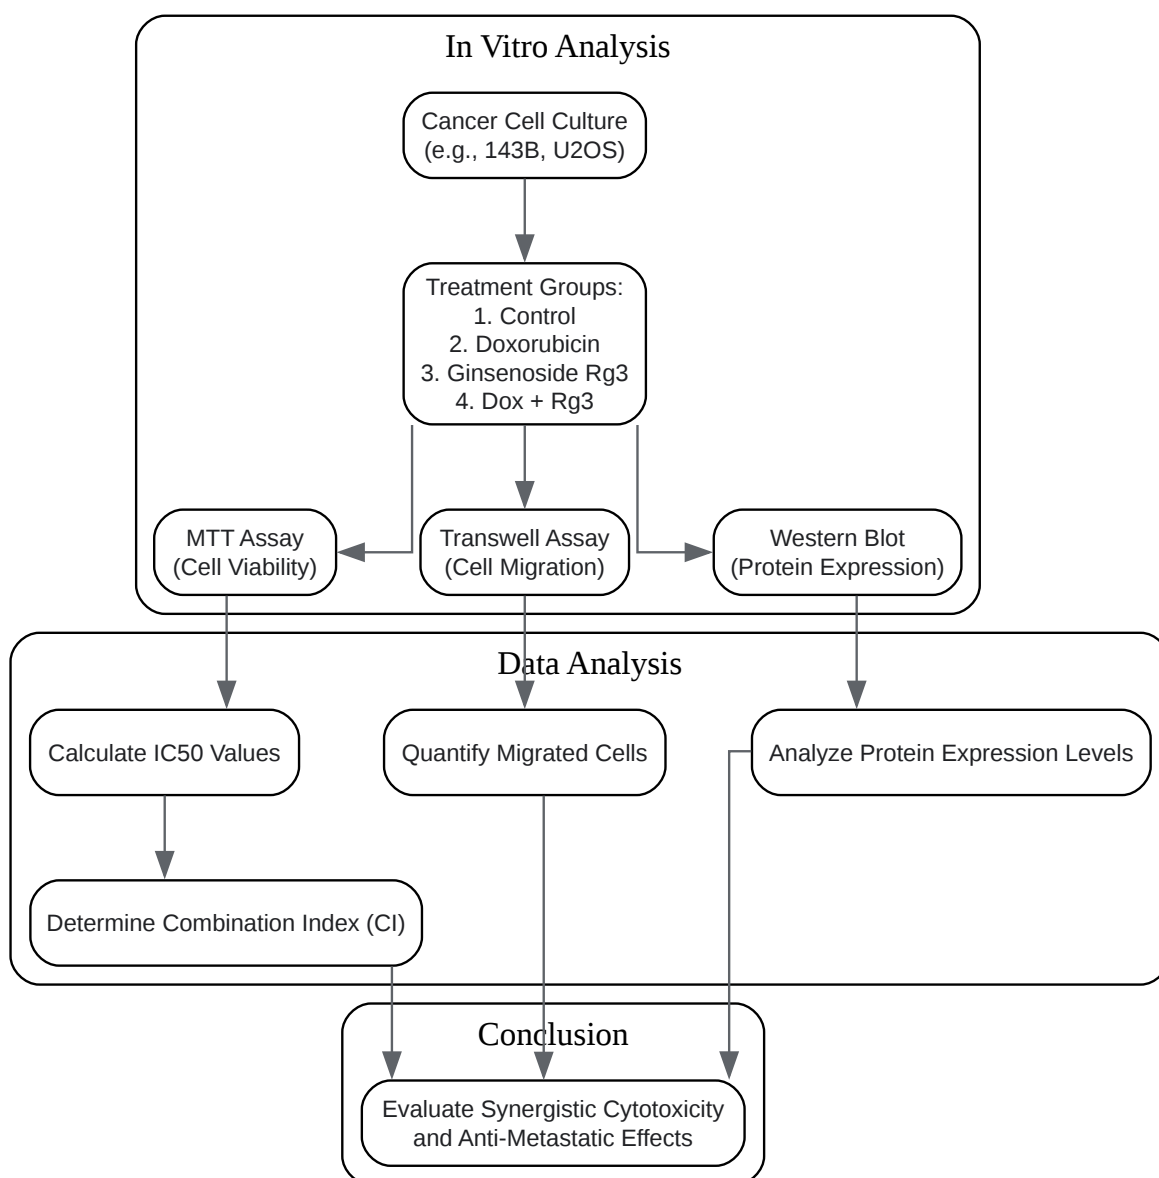 In Vitro Analysis
Cancer Cell Culture
(e.g., 143B, U2OS)
Treatment Groups:
1. Control
2. Doxorubicin
3. Ginsenoside Rg3
4. Dox + Rg3
MTT Assay
(Cell Viability)
Transwell Assay
(Cell Migration)
Western Blot
(Protein Expression)
Data Analysis
Calculate IC50 Values
Quantify Migrated Cells
Analyze Protein Expression Levels
Determine Combination Index (CI)
Conclusion
Evaluate Synergistic Cytotoxicity
and Anti-Metastatic Effects